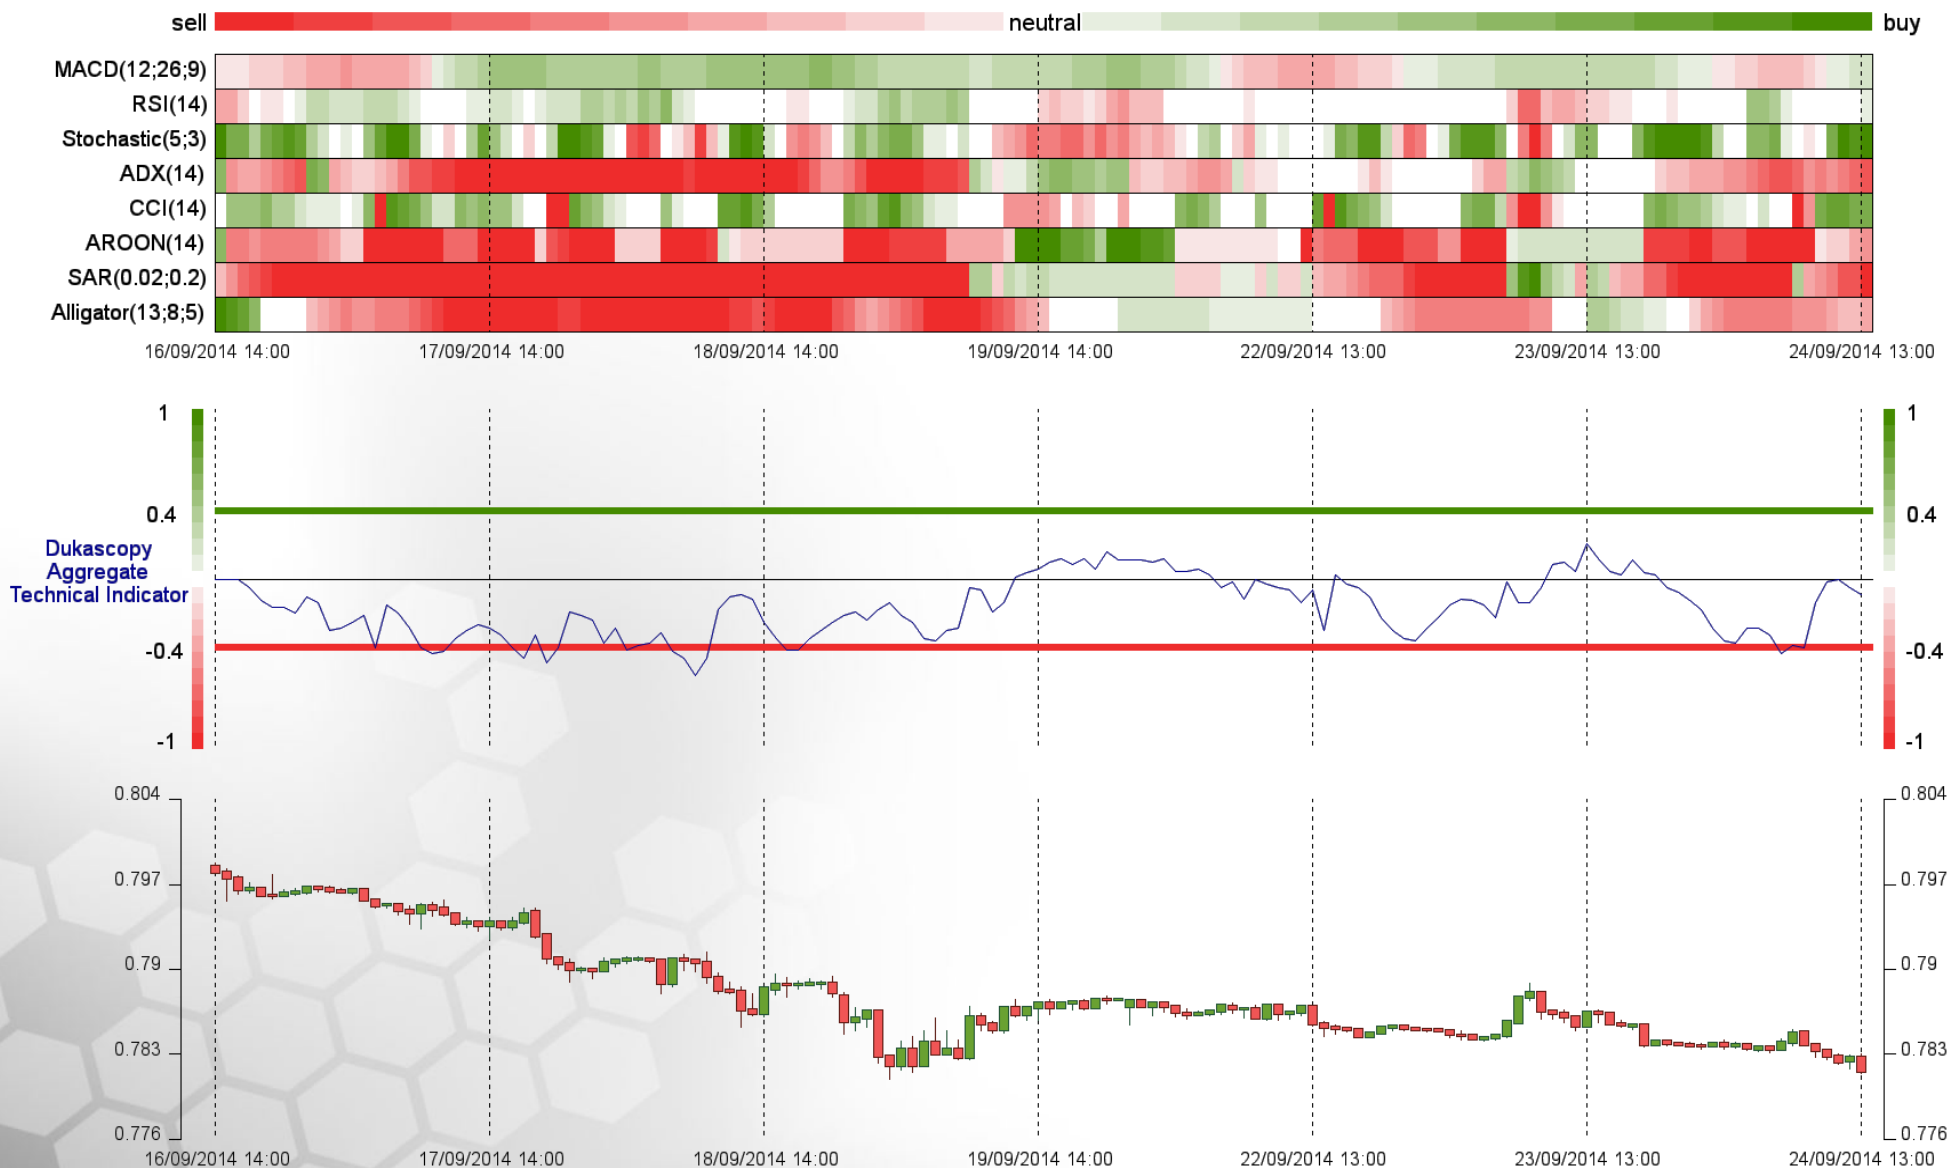 sell neutral buy
MACD(12;26;9)
RSI(14)
Stochastic(5;3)
ADX(14)
CCI(14)
AROON(14)
SAR(0.02;0.2)
Alligator(13;8;5)
16/09/2014 14:00 17/09/2014 14:00 18/09/2014 14:00 19/09/2014 14:00 22/09/2014 13:00 23/09/2014 13:00 24/09/2014 13:00
1 1
0.4 0.4
Dukascopy
Aggregate
Technical Indicator
-0.4 -0.4
-1 -1
0.804 0.804
0.797 0.797
0.79 0.79
0.783 0.783
0.776 0.776
16/09/2014 14:00 17/09/2014 14:00 18/09/2014 14:00 19/09/2014 14:00 22/09/2014 13:00 23/09/2014 13:00 24/09/2014 13:00